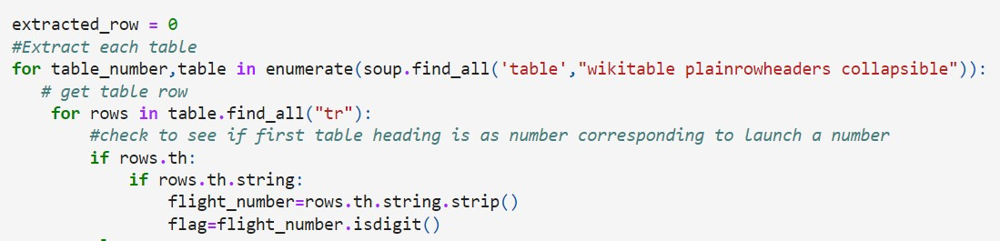 extracted_row = 0
#Extract each table
for table_number,table in enumerate(soup.find_all('table',"wikitable plainrowheaders collapsible")):
   # get table row
    for rows in table.find_all("tr"):
        #check to see if first table heading is as number corresponding to launch a number
        if rows.th:
            if rows.th.string:
                flight_number=rows.th.string.strip()
                flag=flight_number.isdigit()